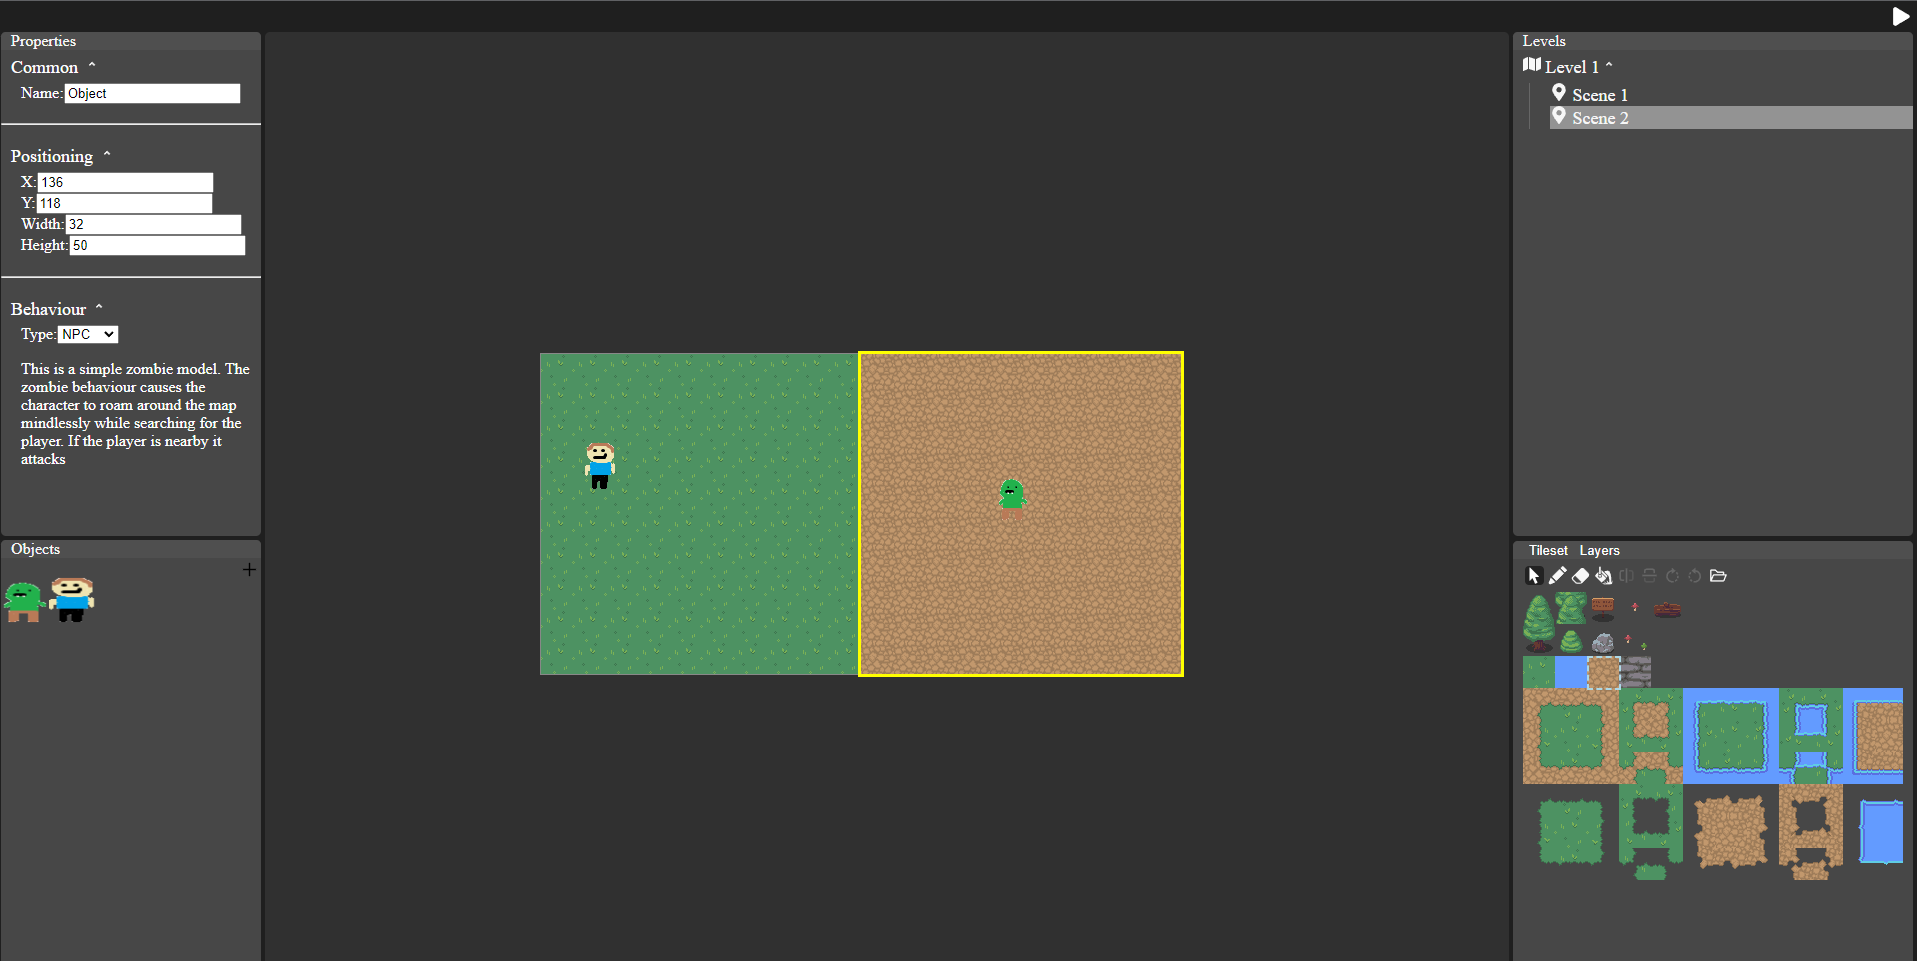 Properties
Common
Name: Object
Positioning
X: 136
Y: 118
Width: 32
Height: 50
Behaviour
Type: NPC
This is a simple zombie model. The
zombie behaviour causes the
character to roam around the map
mindlessly while searching for the
player. If the player is nearby it
attacks
Objects
Levels
Level 1
Scene 1
Scene 2
Tileset Layers